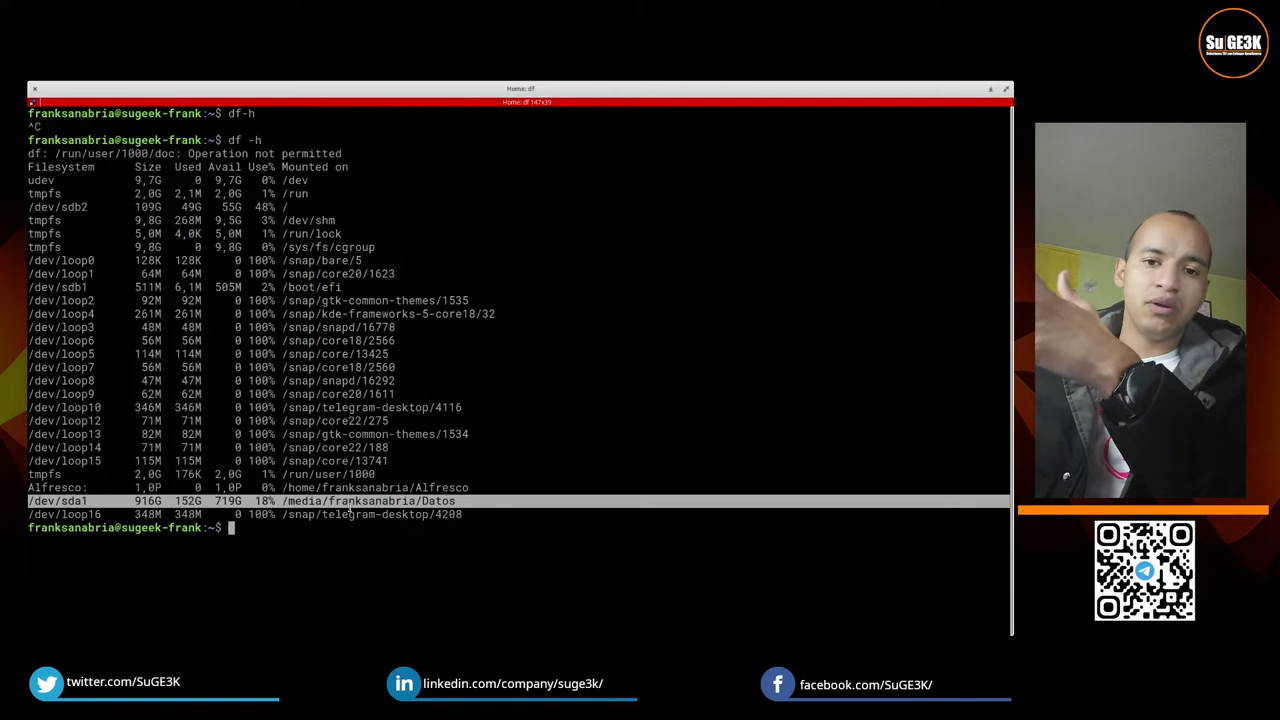 Su GE3K
Home: df
Home: df 147x39
franksanabria@sugeek-frank:~$ df-h
^C
franksanabria@sugeek-frank:~$ df -h
df: /run/user/1000/doc: Operation not permitted
Filesystem Size Used Avail Use% Mounted on
udev 9,7G 0 9,7G 0% /dev
tmpfs 2,0G 2,1M 2,0G 1% /run
/dev/sdb2 109G 49G 55G 48% /
tmpfs 9,8G 268M 9,5G 3% /dev/shm
tmpfs 5,0M 4,0K 5,0M 1% /run/lock
tmpfs 9,8G 0 9,8G 0% /sys/fs/cgroup
/dev/loop0 128K 128K 0 100% /snap/bare/5
/dev/loop1 64M 64M 0 100% /snap/core20/1623
/dev/sdb1 511M 6,1M 505M 2% /boot/efi
/dev/loop2 92M 92M 0 100% /snap/gtk-common-themes/1535
/dev/loop4 261M 261M 0 100% /snap/kde-frameworks-5-core18/32
/dev/loop3 48M 48M 0 100% /snap/snapd/16778
/dev/loop6 56M 56M 0 100% /snap/core18/2566
/dev/loop5 114M 114M 0 100% /snap/core/13425
/dev/loop7 56M 56M 0 100% /snap/core18/2560
/dev/loop8 47M 47M 0 100% /snap/snapd/16292
/dev/loop9 62M 62M 0 100% /snap/core20/1611
/dev/loop10 346M 346M 0 100% /snap/telegram-desktop/4116
/dev/loop12 71M 71M 0 100% /snap/core22/275
/dev/loop13 82M 82M 0 100% /snap/gtk-common-themes/1534
/dev/loop14 71M 71M 0 100% /snap/core22/188
/dev/loop15 115M 115M 0 100% /snap/core/13741
tmpfs 2,0G 176K 2,0G 1% /run/user/1000
Alfresco: 1,0P 0 1,0P 0% /home/franksanabria/Alfresco
/dev/sda1 916G 152G 719G 18% /media/franksanabria/Datos
/dev/loop16 348M 348M 0 100% /snap/telegram-desktop/4208
franksanabria@sugeek-frank:~$
twitter.com/SuGE3K
linkedin.com/company/suge3k/
facebook.com/SuGE3K/